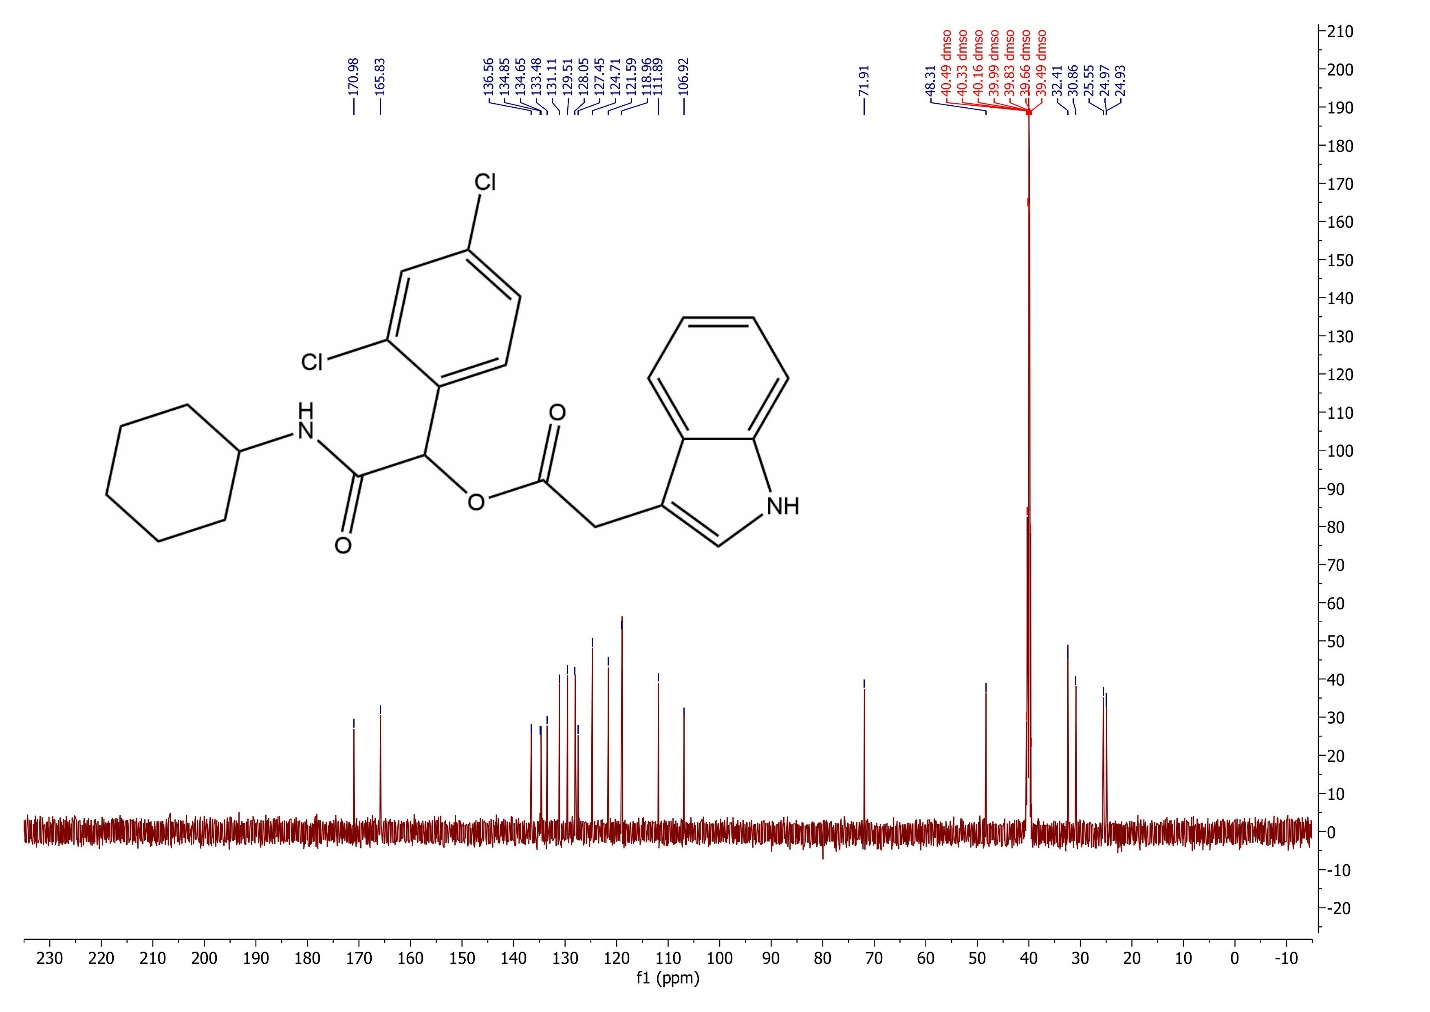 170.98
165.83
136.56
134.85
134.65
133.48
131.11
129.51
128.05
127.45
124.71
121.59
118.96
111.89
106.92
71.91
48.31
40.49 dmso
40.33 dmso
40.16 dmso
39.99 dmso
39.83 dmso
39.66 dmso
39.49 dmso
32.41
30.86
25.55
24.97
24.93
Cl
Cl
H
N
O
O
O
NH
210
200
190
180
170
160
150
140
130
120
110
100
90
80
70
60
50
40
30
20
10
0
-10
-20
230 220 210 200 190 180 170 160 150 140 130 120 110 100 90 80 70 60 50 40 30 20 10 0 -10
f1 (ppm)